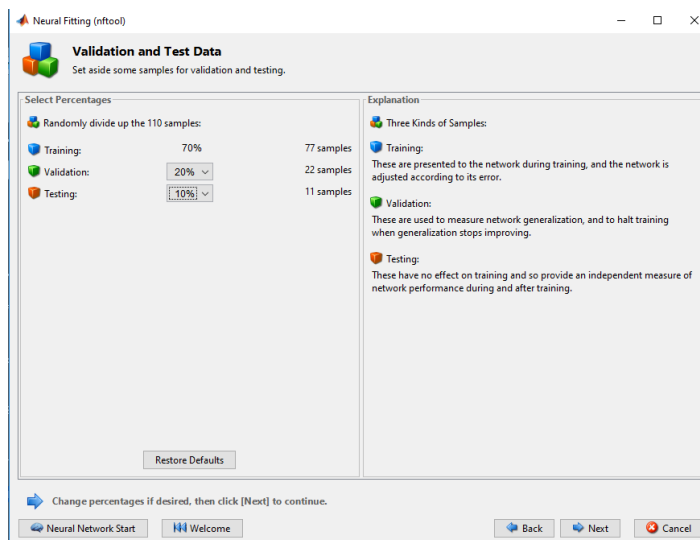 Neural Fitting (nftool)
Validation and Test Data
Set aside some samples for validation and testing.
Select Percentages
Randomly divide up the 110 samples:
Training: 70% 77 samples
Validation: 20% 22 samples
Testing: 10% 11 samples
Restore Defaults
Explanation
Three Kinds of Samples:
Training:
These are presented to the network during training, and the network is
adjusted according to its error.
Validation:
These are used to measure network generalization, and to halt training
when generalization stops improving.
Testing:
These have no effect on training and so provide an independent measure of
network performance during and after training.
Change percentages if desired, then click [Next] to continue.
Neural Network Start Welcome Back Next Cancel